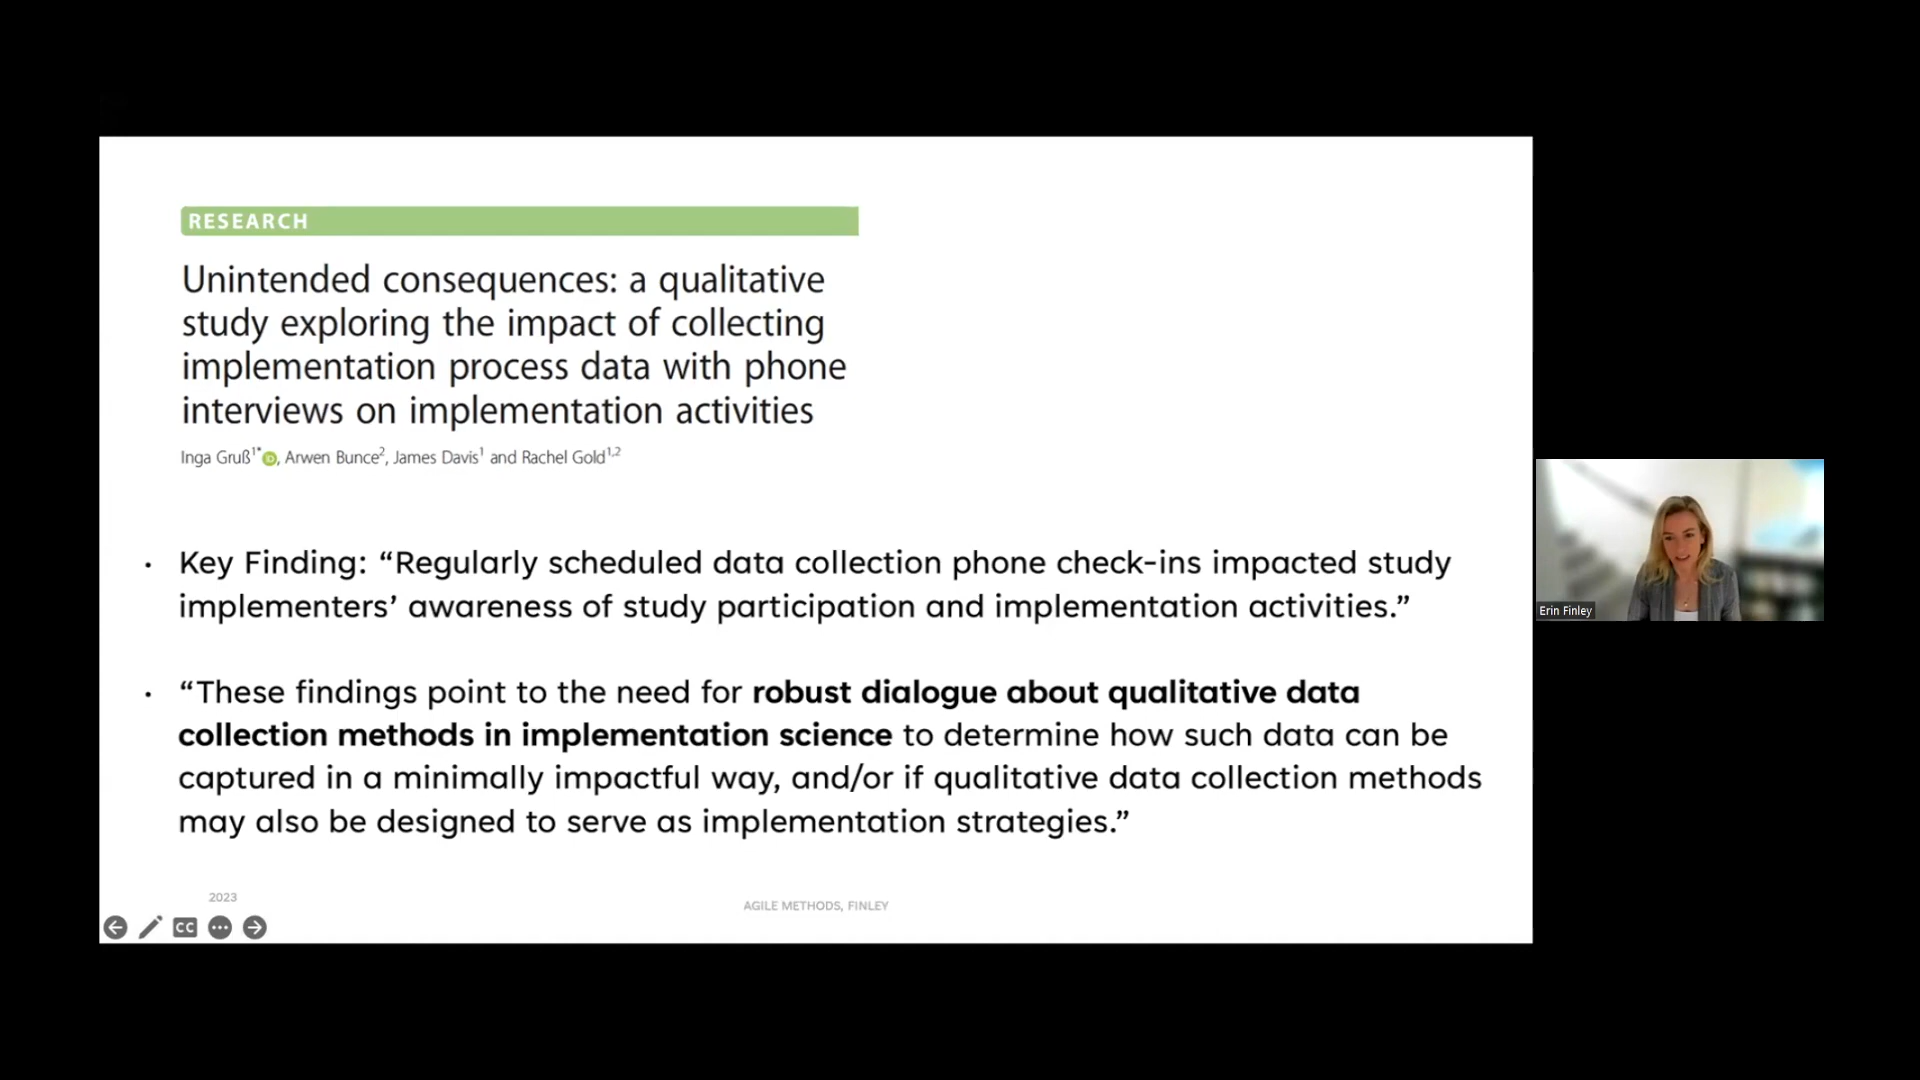 RESEARCH
Unintended consequences: a qualitative
study exploring the impact of collecting
implementation process data with phone
interviews on implementation activities
Inga Gruß1* iD, Arwen Bunce2, James Davis1 and Rachel Gold1,2
· Key Finding: “Regularly scheduled data collection phone check-ins impacted study
implementers’ awareness of study participation and implementation activities.”
· “These findings point to the need for robust dialogue about qualitative data
collection methods in implementation science to determine how such data can be
captured in a minimally impactful way, and/or if qualitative data collection methods
may also be designed to serve as implementation strategies.”
2023
AGILE METHODS, FINLEY
CC
Erin Finley